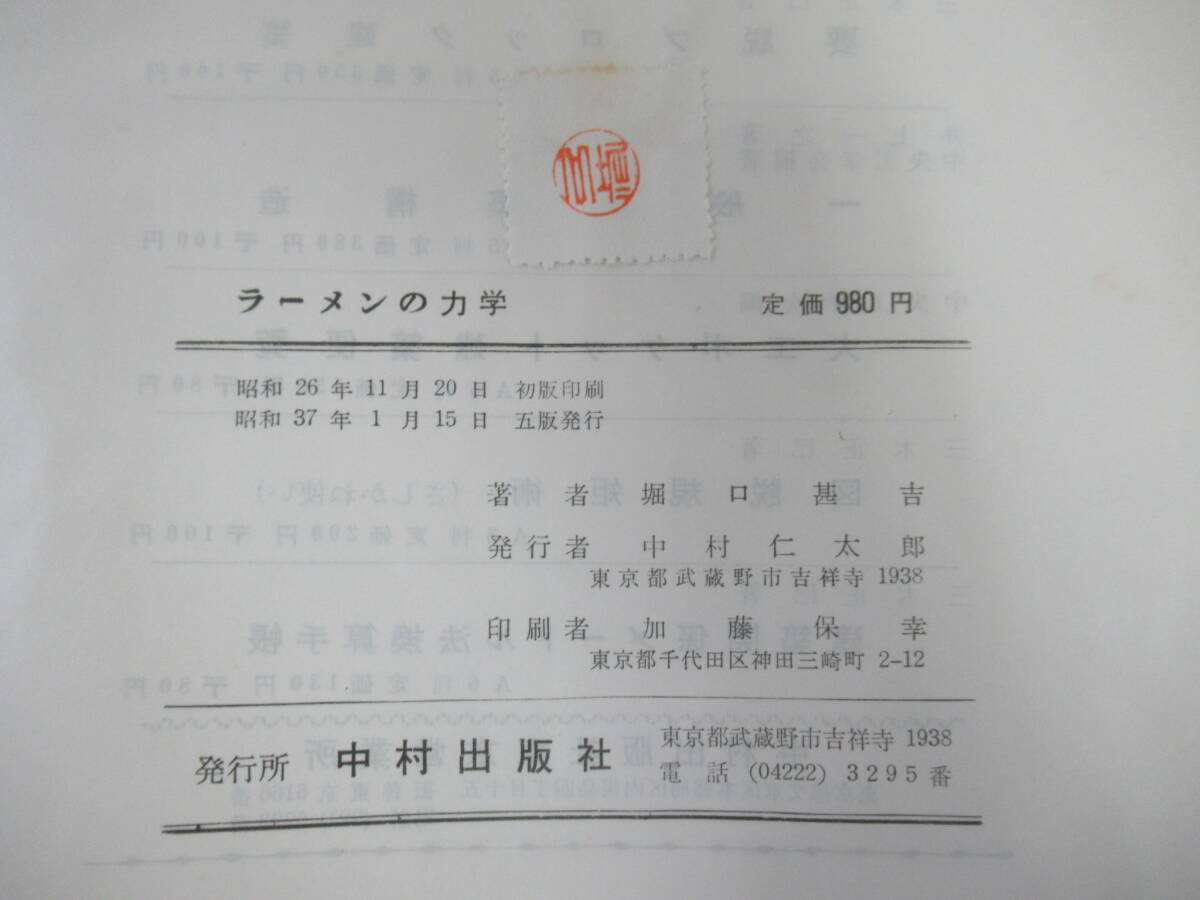 ラーメンの力学 定価 980 円
昭和 26 年 11 月 20 日 初版印刷
昭和 37 年 1 月 15 日 五版発行
著者 堀口甚吉
発行者 中村仁太郎
東京都武蔵野市吉祥寺 1938
印刷者 加藤保幸
東京都千代田区神田三崎町 2-12
発行所 中村出版社
東京都武蔵野市吉祥寺 1938
電話 (04222) 3295 番